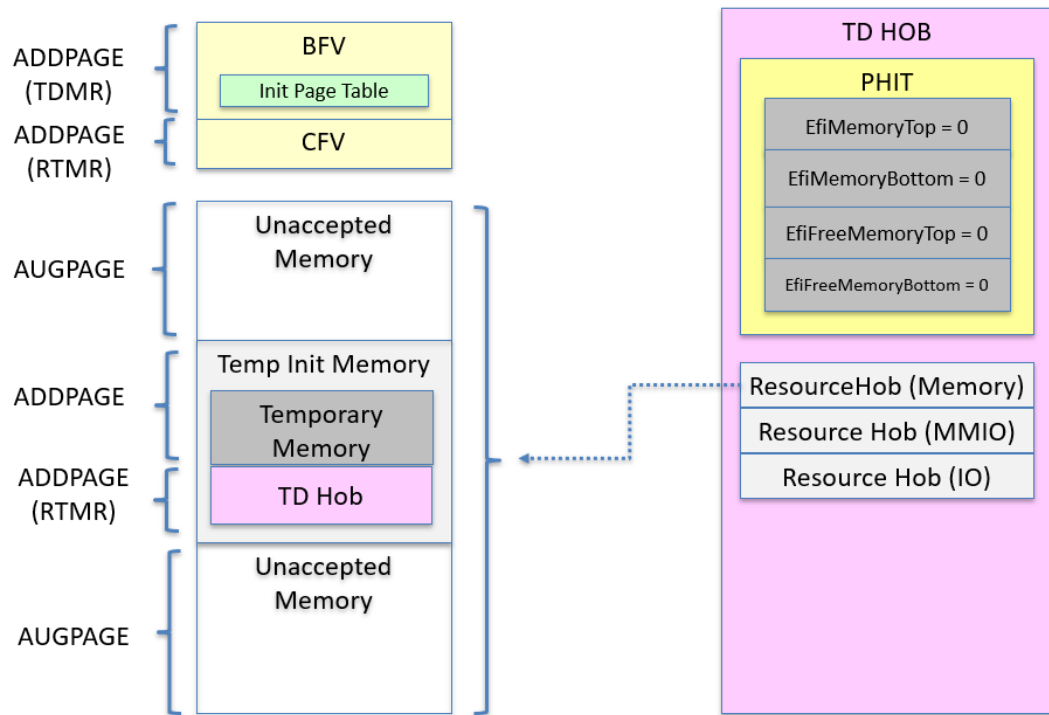 ADDPAGE
(TDMR)
BFV
Init Page Table
ADDPAGE
(RTMR)
CFV
AUGPAGE
Unaccepted
Memory
ADDPAGE
Temp Init Memory
Temporary
Memory
ADDPAGE
(RTMR)
TD Hob
AUGPAGE
Unaccepted
Memory
TD HOB
PHIT
EfiMemoryTop = 0
EfiMemoryBottom = 0
EfiFreeMemoryTop = 0
EfiFreeMemoryBottom = 0
ResourceHob (Memory)
Resource Hob (MMIO)
Resource Hob (IO)